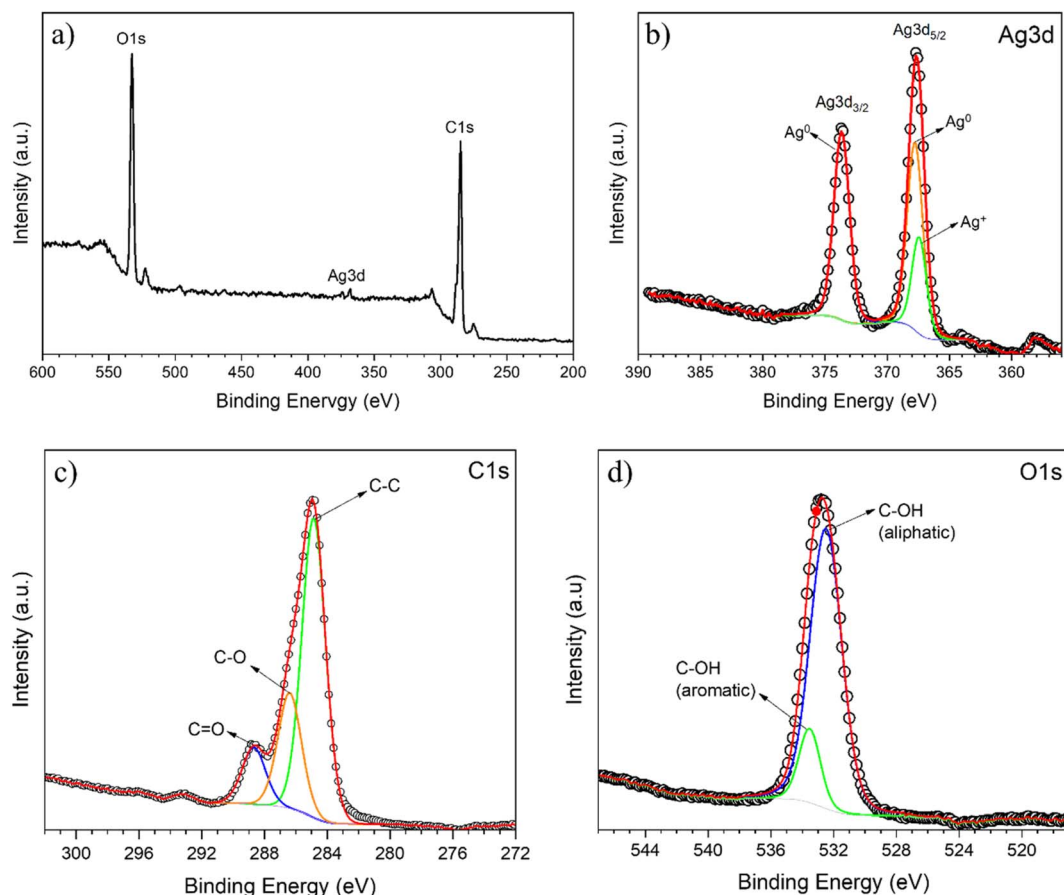 a)
O1s
C1s
Ag3d
Intensity (a.u.)
600 550 500 450 400 350 300 250 200
Binding Enervgy (eV)
b)
Ag3d
Ag3d5/2
Ag3d3/2
Ag⁰
Ag⁰
Ag⁺
Intensity (a.u.)
390 385 380 375 370 365 360
Binding Energy (eV)
c)
C1s
C-C
C-O
C=O
Intensity (a.u.)
300 296 292 288 284 280 276 272
Binding Energy (eV)
d)
O1s
C-OH
(aliphatic)
C-OH
(aromatic)
Intensity (a.u)
544 540 536 532 528 524 520
Binding Energy (eV)